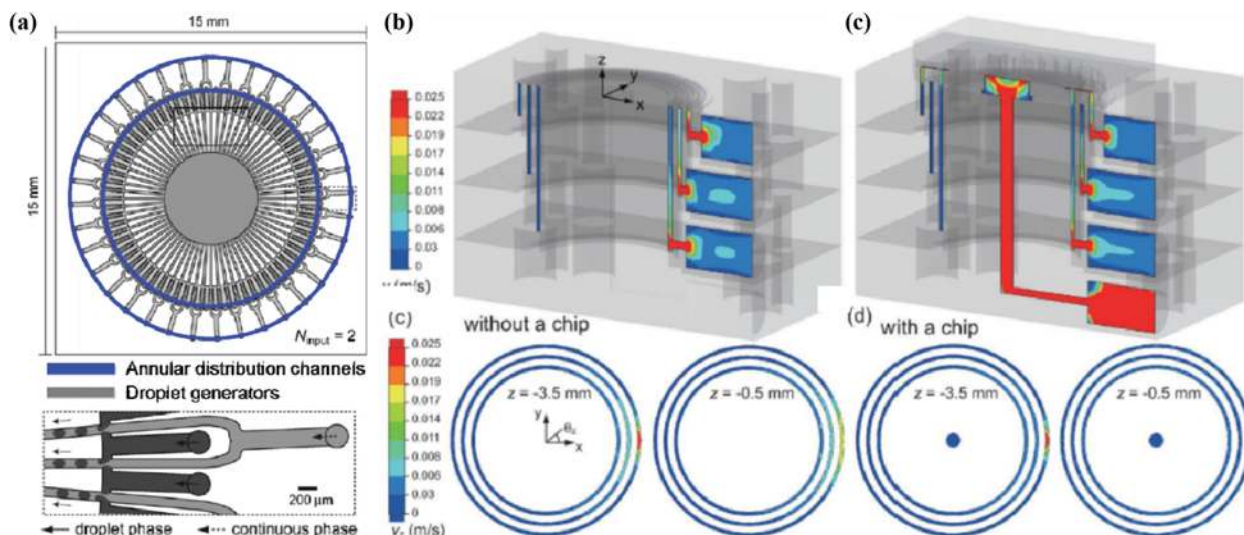 (a)
15 mm
15 mm
N_input = 2
Annular distribution channels
Droplet generators
200 μm
droplet phase
continuous phase
(b)
z
y
x
0.025
0.022
0.019
0.017
0.014
0.011
0.008
0.006
0.03
0
(m/s)
(c)
(c)
without a chip
0.025
0.022
0.019
0.017
0.014
0.011
0.008
0.006
0.03
0
(m/s)
z = -3.5 mm
y
x
z = -0.5 mm
(d)
with a chip
z = -3.5 mm
z = -0.5 mm